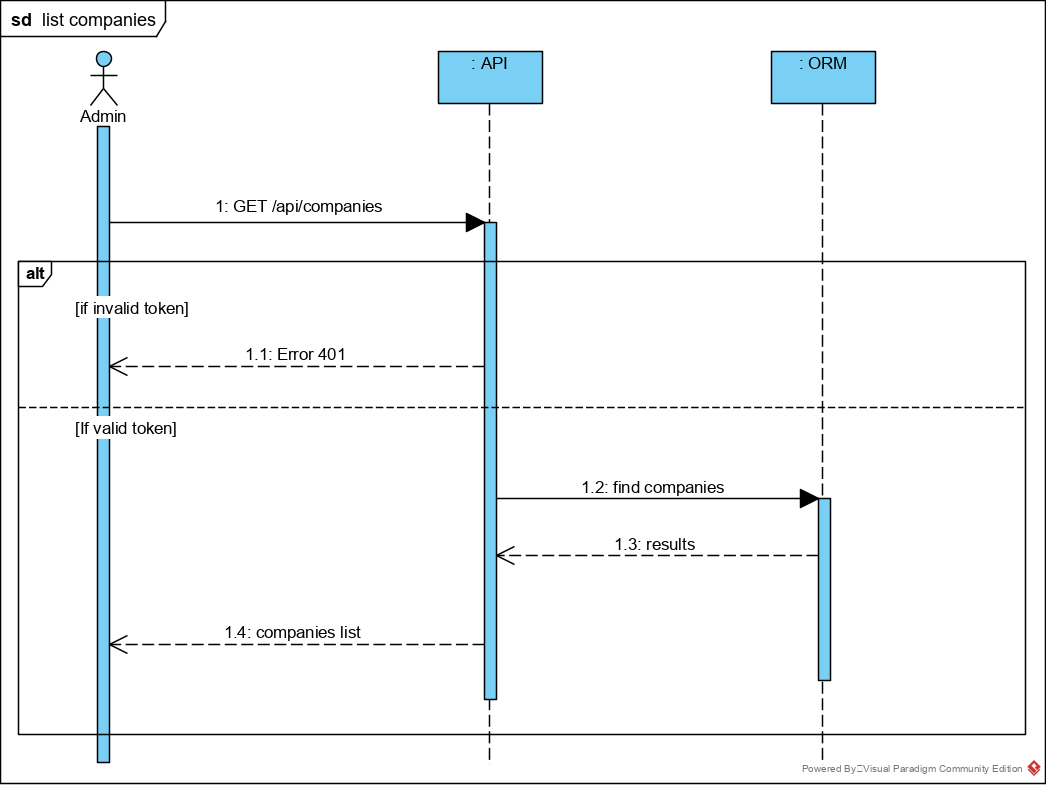 sd list companies
Admin
: API
: ORM
1: GET /api/companies
alt
[if invalid token]
1.1: Error 401
[If valid token]
1.2: find companies
1.3: results
1.4: companies list
Powered By Visual Paradigm Community Edition